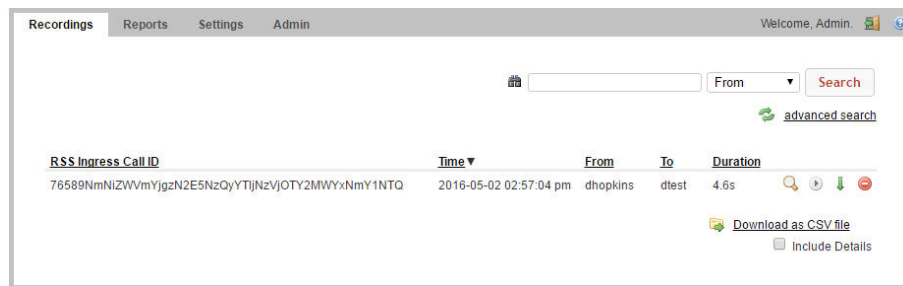 Recordings Reports Settings Admin Welcome, Admin.
From ▼ Search
advanced search
RSS Ingress Call ID Time▼ From To Duration
76589NmNiZWVmYjgzN2E5NzQyYTljNzVjOTY2MWYxNmY1NTQ 2016-05-02 02:57:04 pm dhopkins dtest 4.6s
Download as CSV file
Include Details